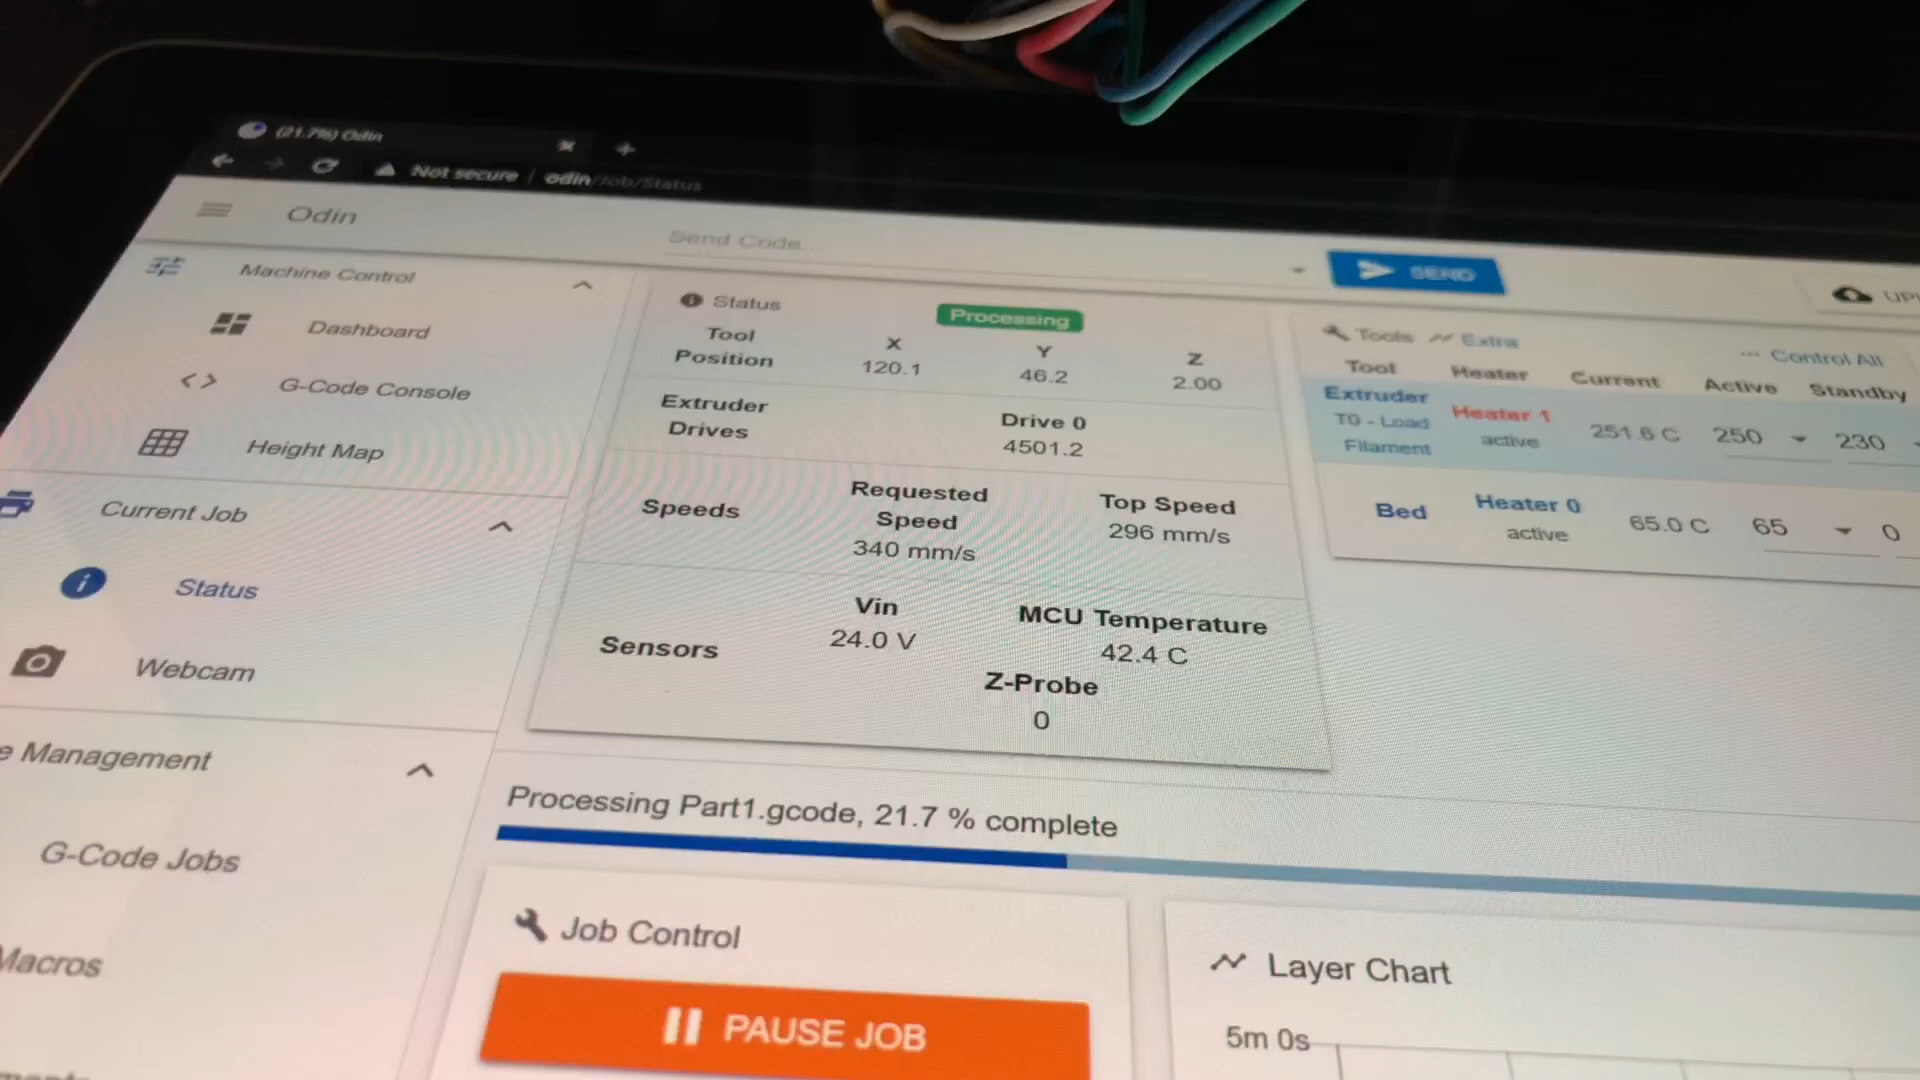 (21.7%) Odin
Not secure | odin/Job/Status
Odin
Send Code...
SEND
Machine Control
Dashboard
G-Code Console
Height Map
Current Job
Status
Webcam
e Management
G-Code Jobs
Macros
Status
Processing
Tool Position
X
120.1
Y
46.2
Z
2.00
Extruder Drives
Drive 0
4501.2
Speeds
Requested Speed
340 mm/s
Top Speed
296 mm/s
Sensors
Vin
24.0 V
MCU Temperature
42.4 C
Z-Probe
0
Tools Extra
... Control All
Tool Heater Current Active Standby
Extruder
T0 - Load
Filament
Heater 1
active
251.6 C
250
230
Bed
Heater 0
active
65.0 C
65
0
Processing Part1.gcode, 21.7 % complete
Job Control
PAUSE JOB
Layer Chart
5m 0s